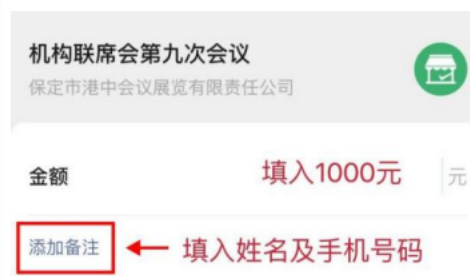 机构联席会第九次会议
保定市港中会议展览有限责任公司
金额 填入1000元 元
添加备注 填入姓名及手机号码